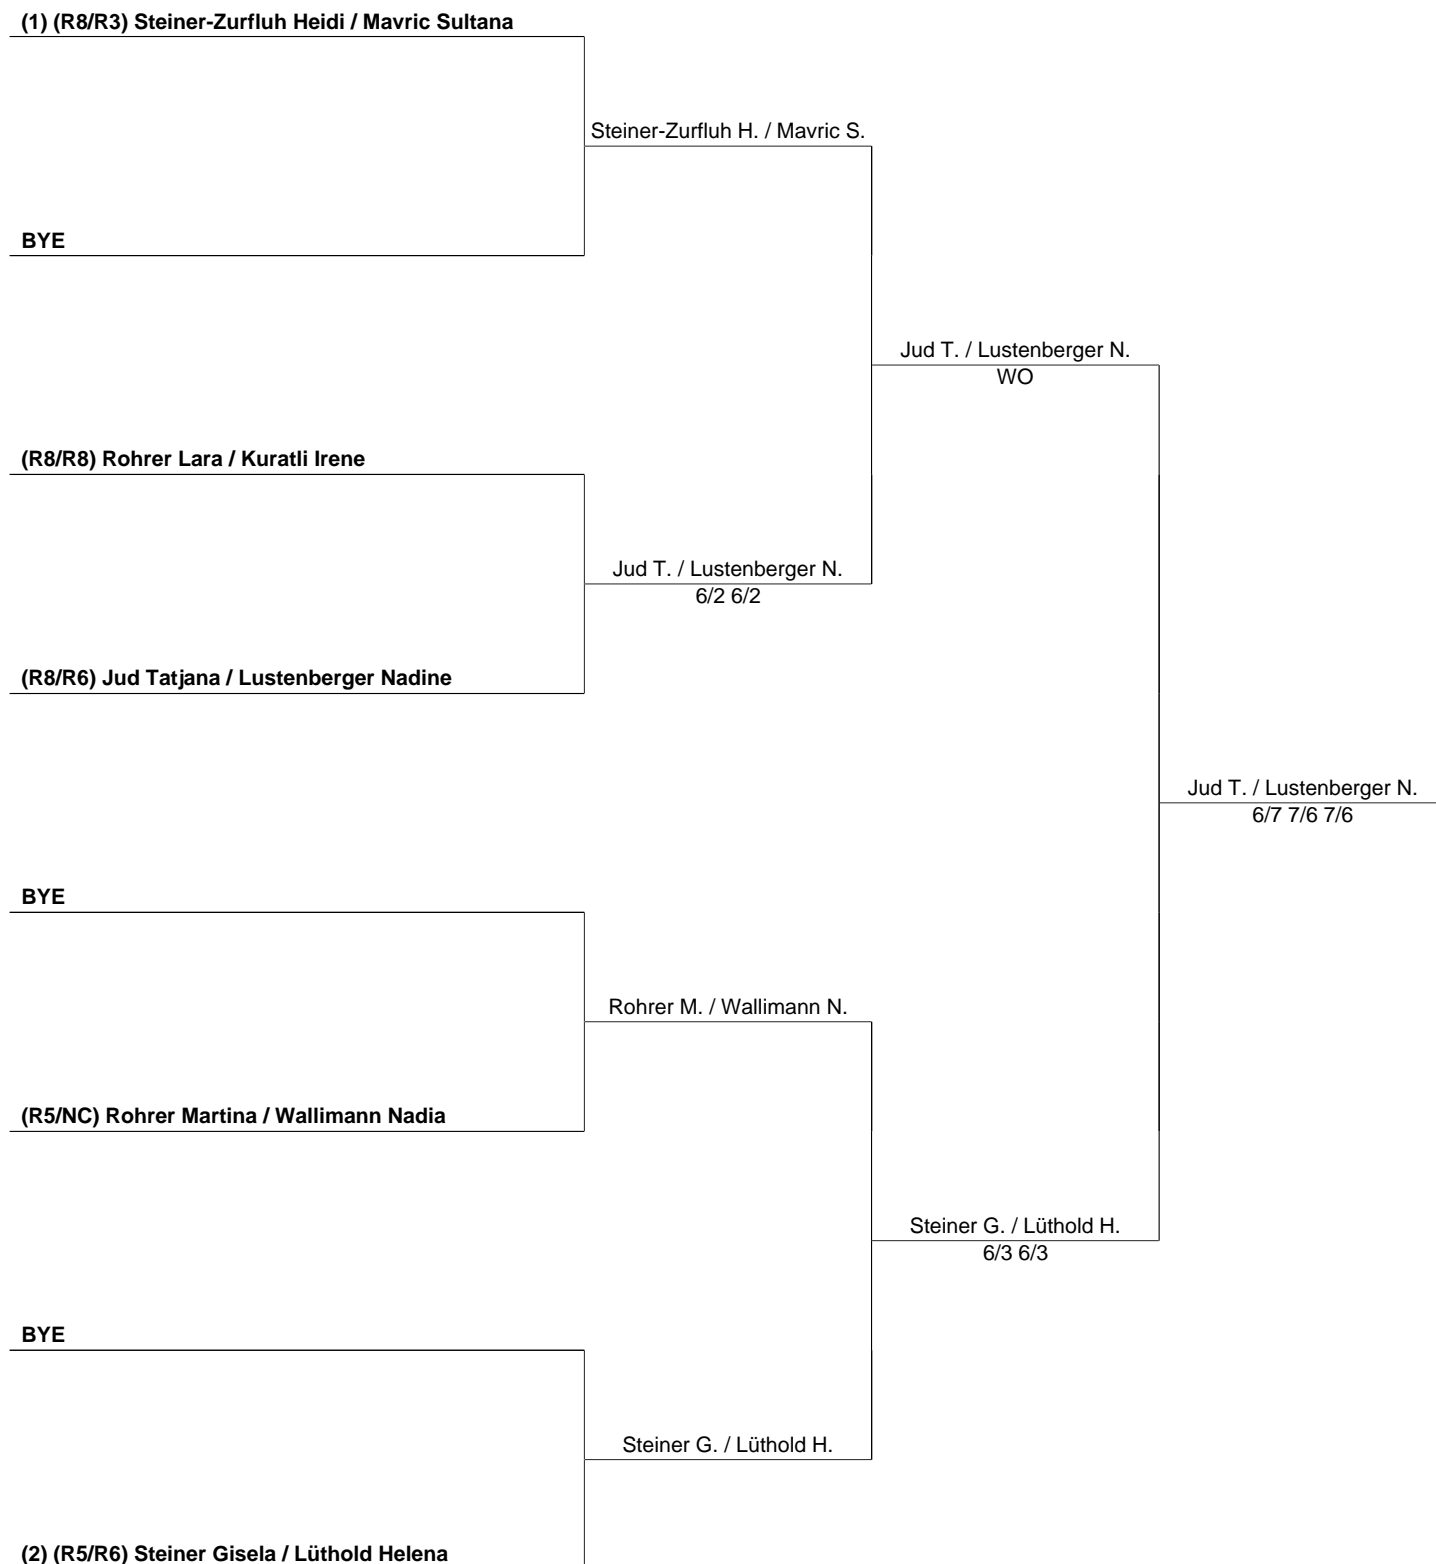 (1) (R8/R3) Steiner-Zurfluh Heidi / Mavric Sultana
Steiner-Zurfluh H. / Mavric S.
BYE
Jud T. / Lustenberger N.
WO
(R8/R8) Rohrer Lara / Kuratli Irene
Jud T. / Lustenberger N.
6/2 6/2
(R8/R6) Jud Tatjana / Lustenberger Nadine
Jud T. / Lustenberger N.
6/7 7/6 7/6
BYE
Rohrer M. / Wallimann N.
(R5/NC) Rohrer Martina / Wallimann Nadia
Steiner G. / Lüthold H.
6/3 6/3
BYE
Steiner G. / Lüthold H.
(2) (R5/R6) Steiner Gisela / Lüthold Helena